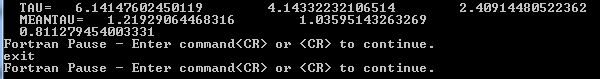 TAU=  6.14147602450119  4.14332232106514  2.40914480522362
MEANTAU=  1.21929064468316  1.03595143263269
0.811279454003331
Fortran Pause - Enter command<CR> or <CR> to continue.
exit
Fortran Pause - Enter command<CR> or <CR> to continue.